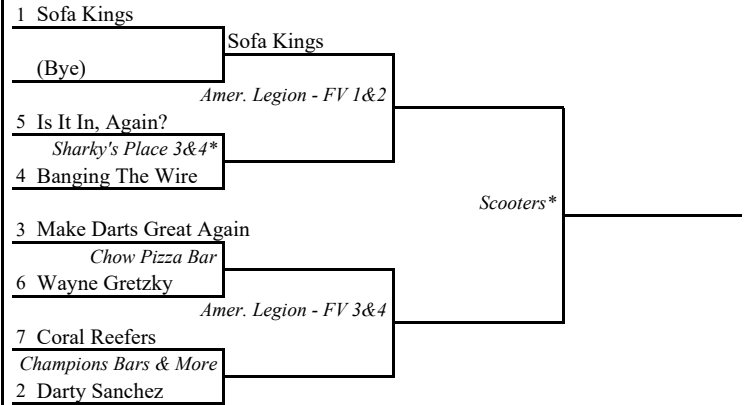 1 Sofa Kings
Sofa Kings
(Bye)
Amer. Legion - FV 1&2
5 Is It In, Again?
Sharky's Place 3&4*
4 Banging The Wire
Scooters*
3 Make Darts Great Again
Chow Pizza Bar
6 Wayne Gretzky
Amer. Legion - FV 3&4
7 Coral Reefers
Champions Bars & More
2 Darty Sanchez